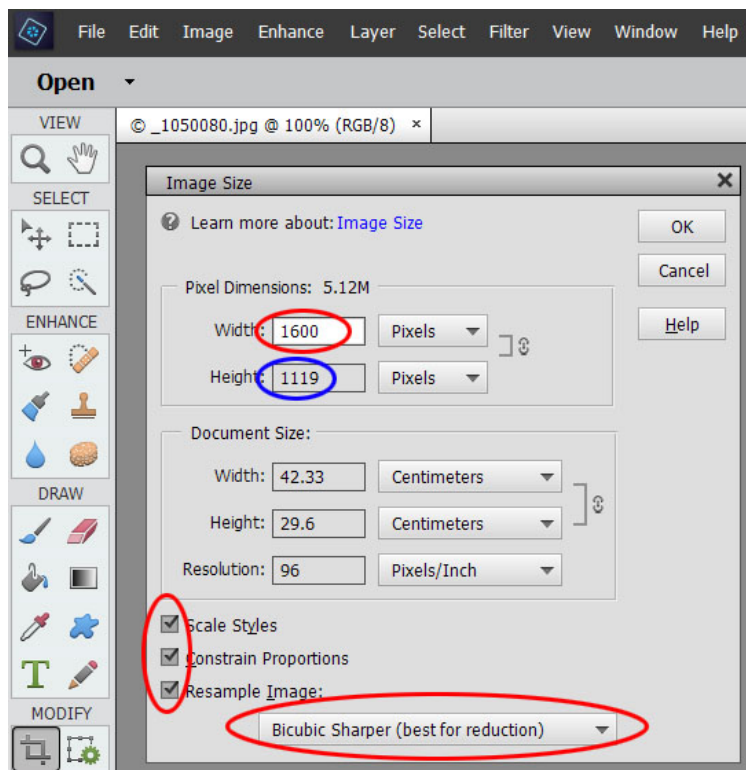 File Edit Image Enhance Layer Select Filter View Window Help
Open
VIEW
© _1050080.jpg @ 100% (RGB/8) ×
Image Size
SELECT
Learn more about: Image Size
OK
Cancel
Pixel Dimensions: 5.12M
ENHANCE
Width: 1600 Pixels
Help
Height: 1119 Pixels
Document Size:
Width: 42.33 Centimeters
DRAW
Height: 29.6 Centimeters
Resolution: 96 Pixels/Inch
Scale Styles
Constrain Proportions
Resample Image:
T
MODIFY
Bicubic Sharper (best for reduction)